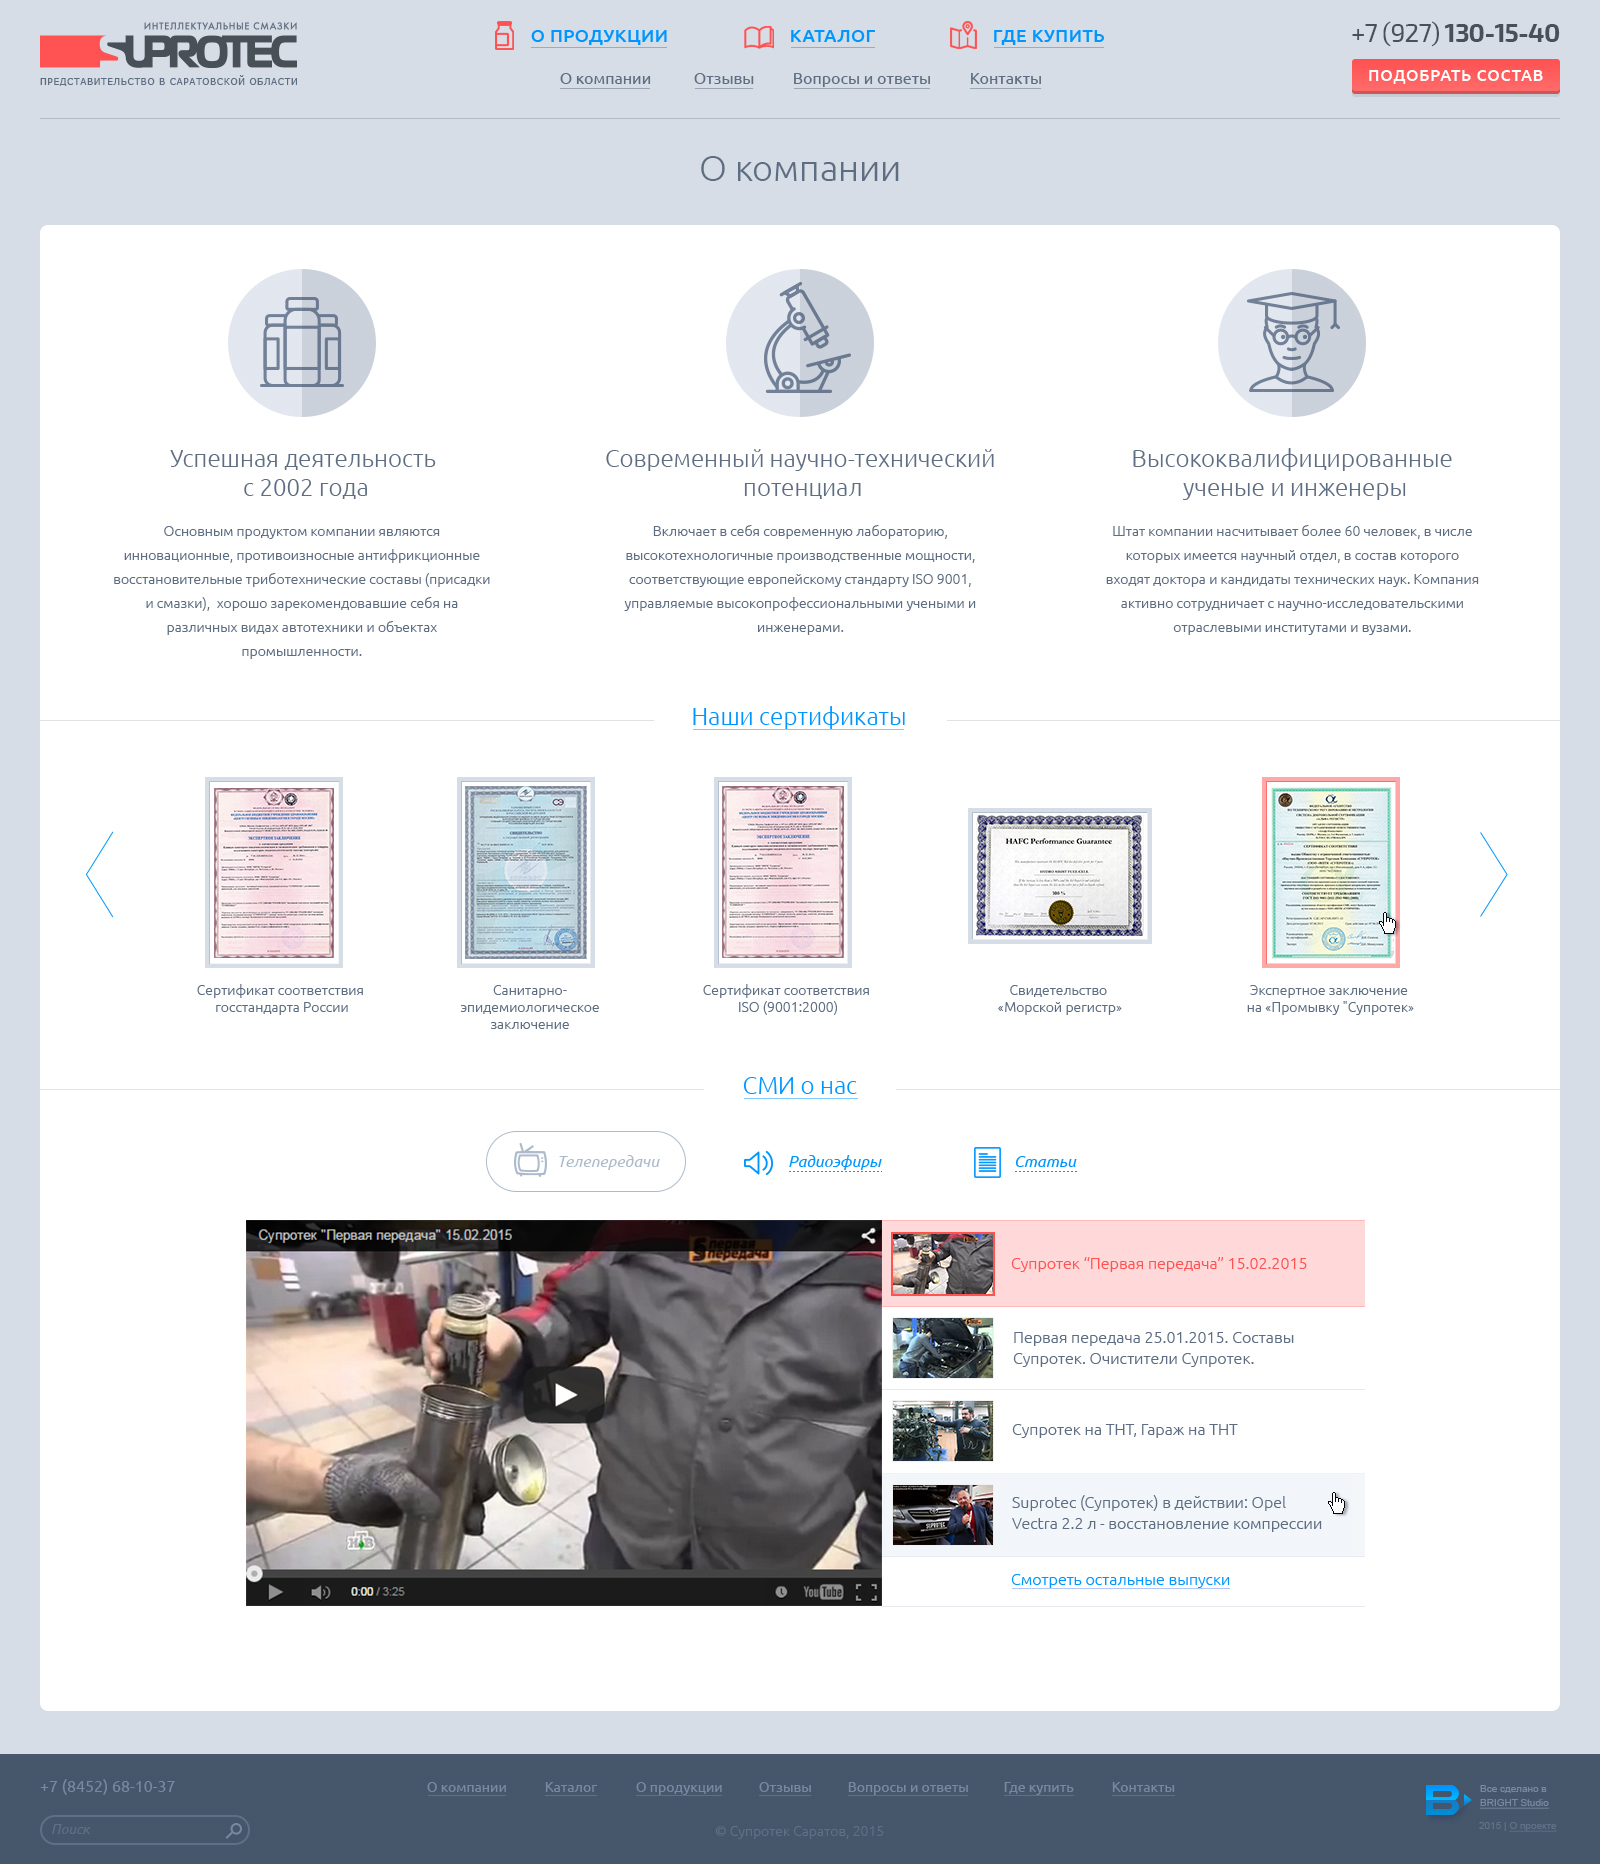 ИНТЕЛЛЕКТУАЛЬНЫЕ СМАЗКИ
SUPROTEC
ПРЕДСТАВИТЕЛЬСТВО В САРАТОВСКОЙ ОБЛАСТИ
О ПРОДУКЦИИ
КАТАЛОГ
ГДЕ КУПИТЬ
О компании
Отзывы
Вопросы и ответы
Контакты
+7 (927) 130-15-40
ПОДОБРАТЬ СОСТАВ
О компании
Успешная деятельность
с 2002 года
Основным продуктом компании являются
инновационные, противоизносные антифрикционные
восстановительные триботехнические составы (присадки
и смазки), хорошо зарекомендовавшие себя на
различных видах автотехники и объектах
промышленности.
Современный научно-технический
потенциал
Включает в себя современную лабораторию,
высокотехнологичные производственные мощности,
соответствующие европейскому стандарту ISO 9001,
управляемые высокопрофессиональными учеными и
инженерами.
Высококвалифицированные
ученые и инженеры
Штат компании насчитывает более 60 человек, в числе
которых имеется научный отдел, в состав которого
входят доктора и кандидаты технических наук. Компания
активно сотрудничает с научно-исследовательскими
отраслевыми институтами и вузами.
Наши сертификаты
ЭКСПЕРТНОЕ ЗАКЛЮЧЕНИЕ
СВИДЕТЕЛЬСТВО
ЭКСПЕРТНОЕ ЗАКЛЮЧЕНИЕ
HAFC Performance Guarantee
Сертификат соответствия
госстандарта России
Санитарно-
эпидемиологическое
заключение
Сертификат соответствия
ISO (9001:2000)
Свидетельство
«Морской регистр»
Экспертное заключение
на «Промывку "Супротек»
СМИ о нас
Телепередачи
Радиоэфиры
Статьи
Супротек "Первая передача" 15.02.2015
первая
передача
НТВ
0:00 / 3:25
YouTube
Супротек “Первая передача” 15.02.2015
Первая передача 25.01.2015. Составы
Супротек. Очистители Супротек.
Супротек на ТНТ, Гараж на ТНТ
SUPROTEC
Suprotec (Супротек) в действии: Opel
Vectra 2.2 л - восстановление компрессии
Смотреть остальные выпуски
+7 (8452) 68-10-37
Поиск
О компании
Каталог
О продукции
Отзывы
Вопросы и ответы
Где купить
Контакты
© Супротек Саратов, 2015
B
Все сделано в
BRIGHT Studio
2015 | О проекте